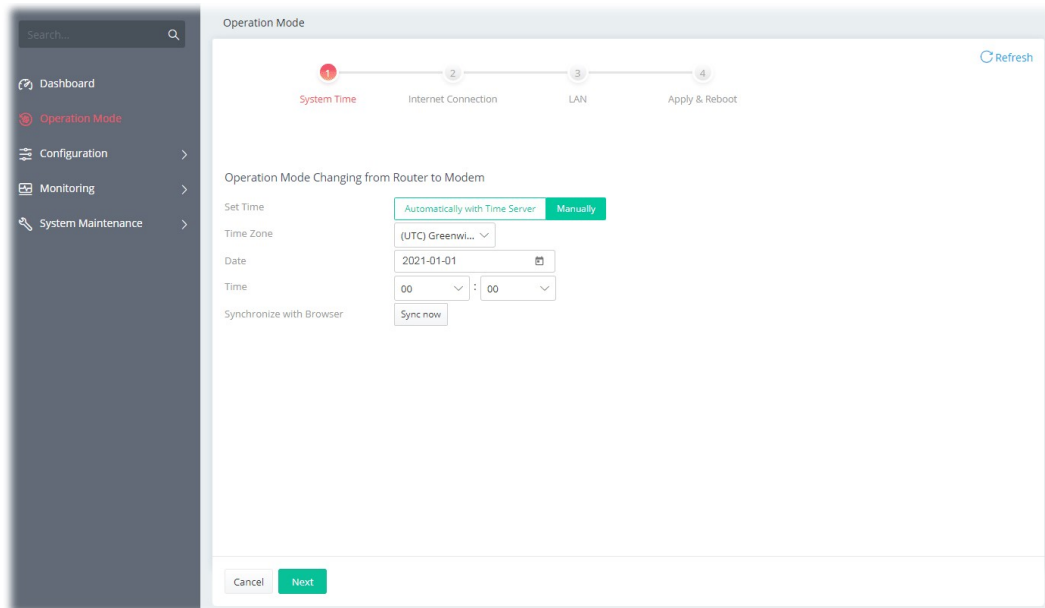 Operation Mode
Search...
Refresh
1 2 3 4
System Time Internet Connection LAN Apply & Reboot
Dashboard
Operation Mode
Configuration
Monitoring
System Maintenance
Operation Mode Changing from Router to Modem
Set Time Automatically with Time Server Manually
Time Zone (UTC) Greenwi...
Date 2021-01-01
Time 00 : 00
Synchronize with Browser Sync now
Cancel Next